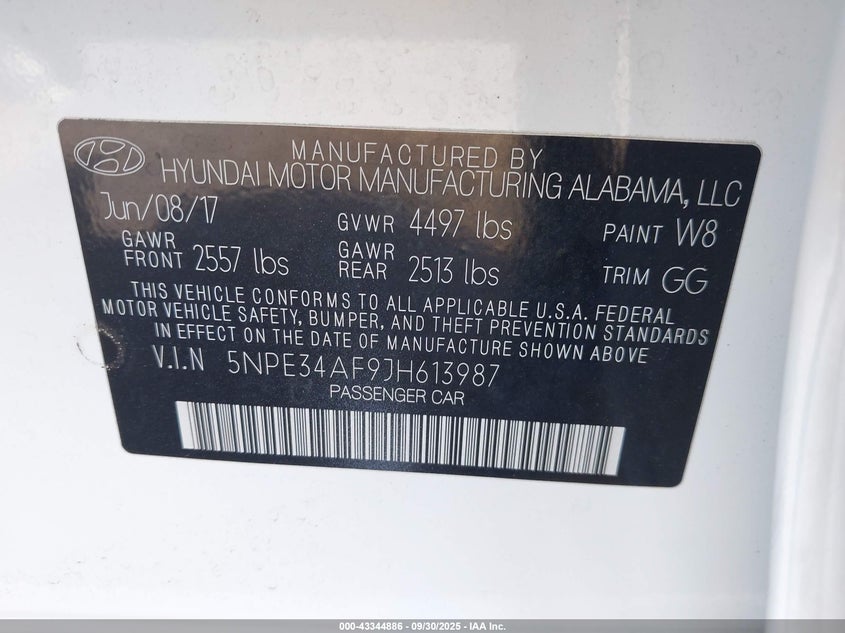 MANUFACTURED BY
HYUNDAI MOTOR MANUFACTURING ALABAMA, LLC
Jun/08/17 GVWR 4497 lbs PAINT W8
GAWR FRONT 2557 lbs GAWR REAR 2513 lbs TRIM GG
THIS VEHICLE CONFORMS TO ALL APPLICABLE U.S.A. FEDERAL
MOTOR VEHICLE SAFETY, BUMPER, AND THEFT PREVENTION STANDARDS
IN EFFECT ON THE DATE OF MANUFACTURE SHOWN ABOVE
V.I.N 5NPE34AF9JH613987
PASSENGER CAR
000-43344886 - 09/30/2025 - IAA Inc.